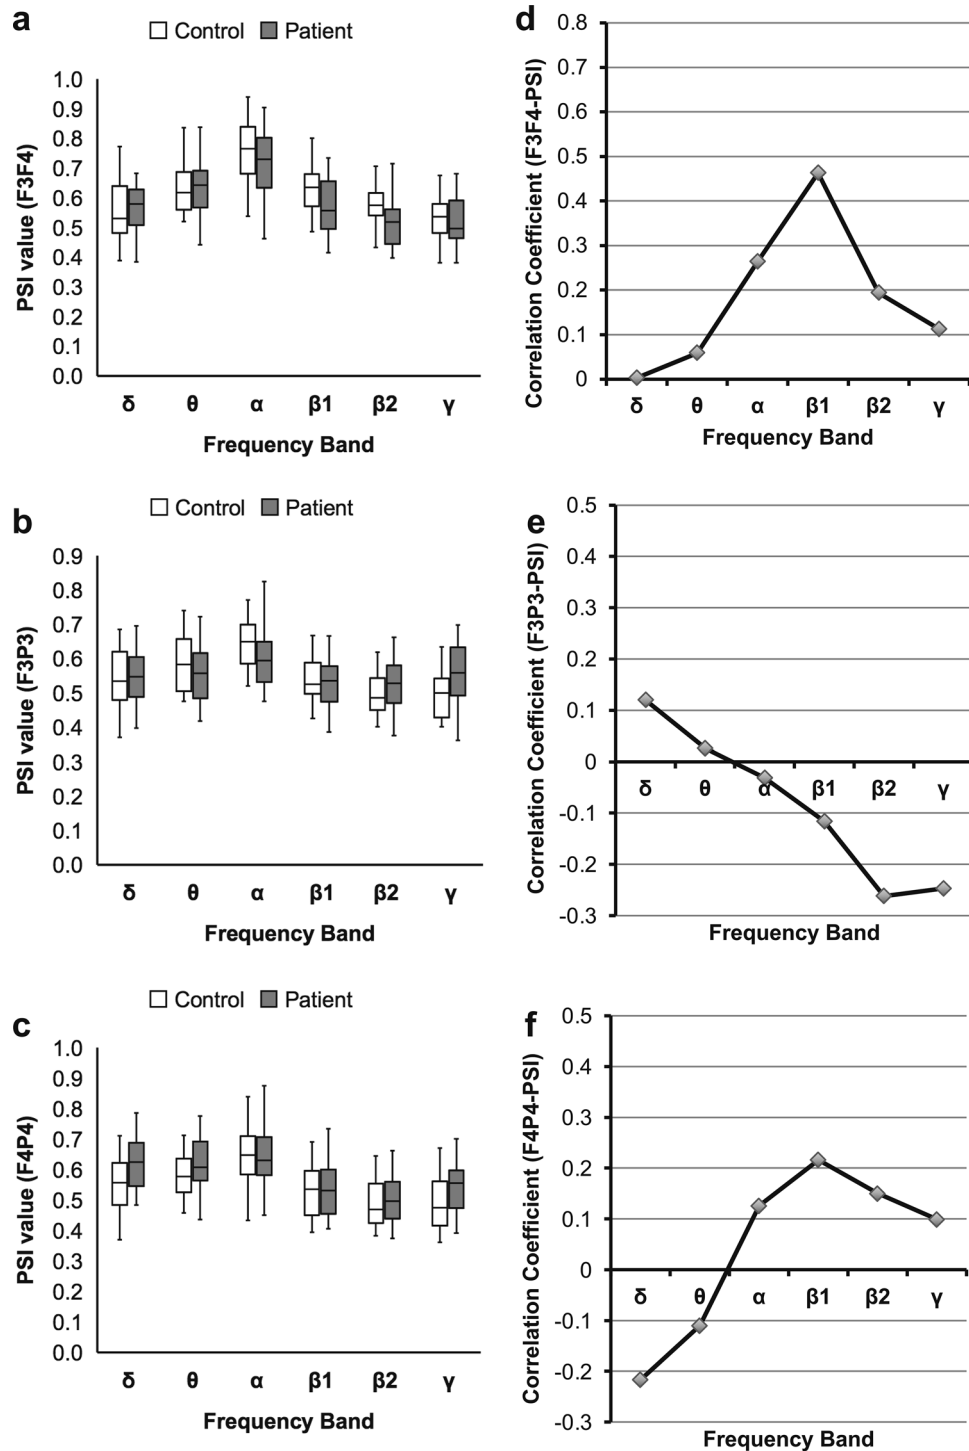 a
Control Patient
PSI value (F3F4)
1.0
0.9
0.8
0.7
0.6
0.5
0.4
0.3
0.2
0.1
0.0
δ θ α β1 β2 γ
Frequency Band
d
Correlation Coefficient (F3F4-PSI)
0.8
0.7
0.6
0.5
0.4
0.3
0.2
0.1
0
δ θ α β1 β2 γ
Frequency Band
b
Control Patient
PSI value (F3P3)
0.9
0.8
0.7
0.6
0.5
0.4
0.3
0.2
0.1
0.0
δ θ α β1 β2 γ
Frequency Band
e
Correlation Coefficient (F3P3-PSI)
0.5
0.4
0.3
0.2
0.1
0
-0.1
-0.2
-0.3
δ θ α β1 β2 γ
Frequency Band
c
Control Patient
PSI value (F4P4)
1.0
0.9
0.8
0.7
0.6
0.5
0.4
0.3
0.2
0.1
0.0
δ θ α β1 β2 γ
Frequency Band
f
Correlation Coefficient (F4P4-PSI)
0.5
0.4
0.3
0.2
0.1
0
-0.1
-0.2
-0.3
δ θ α β1 β2 γ
Frequency Band